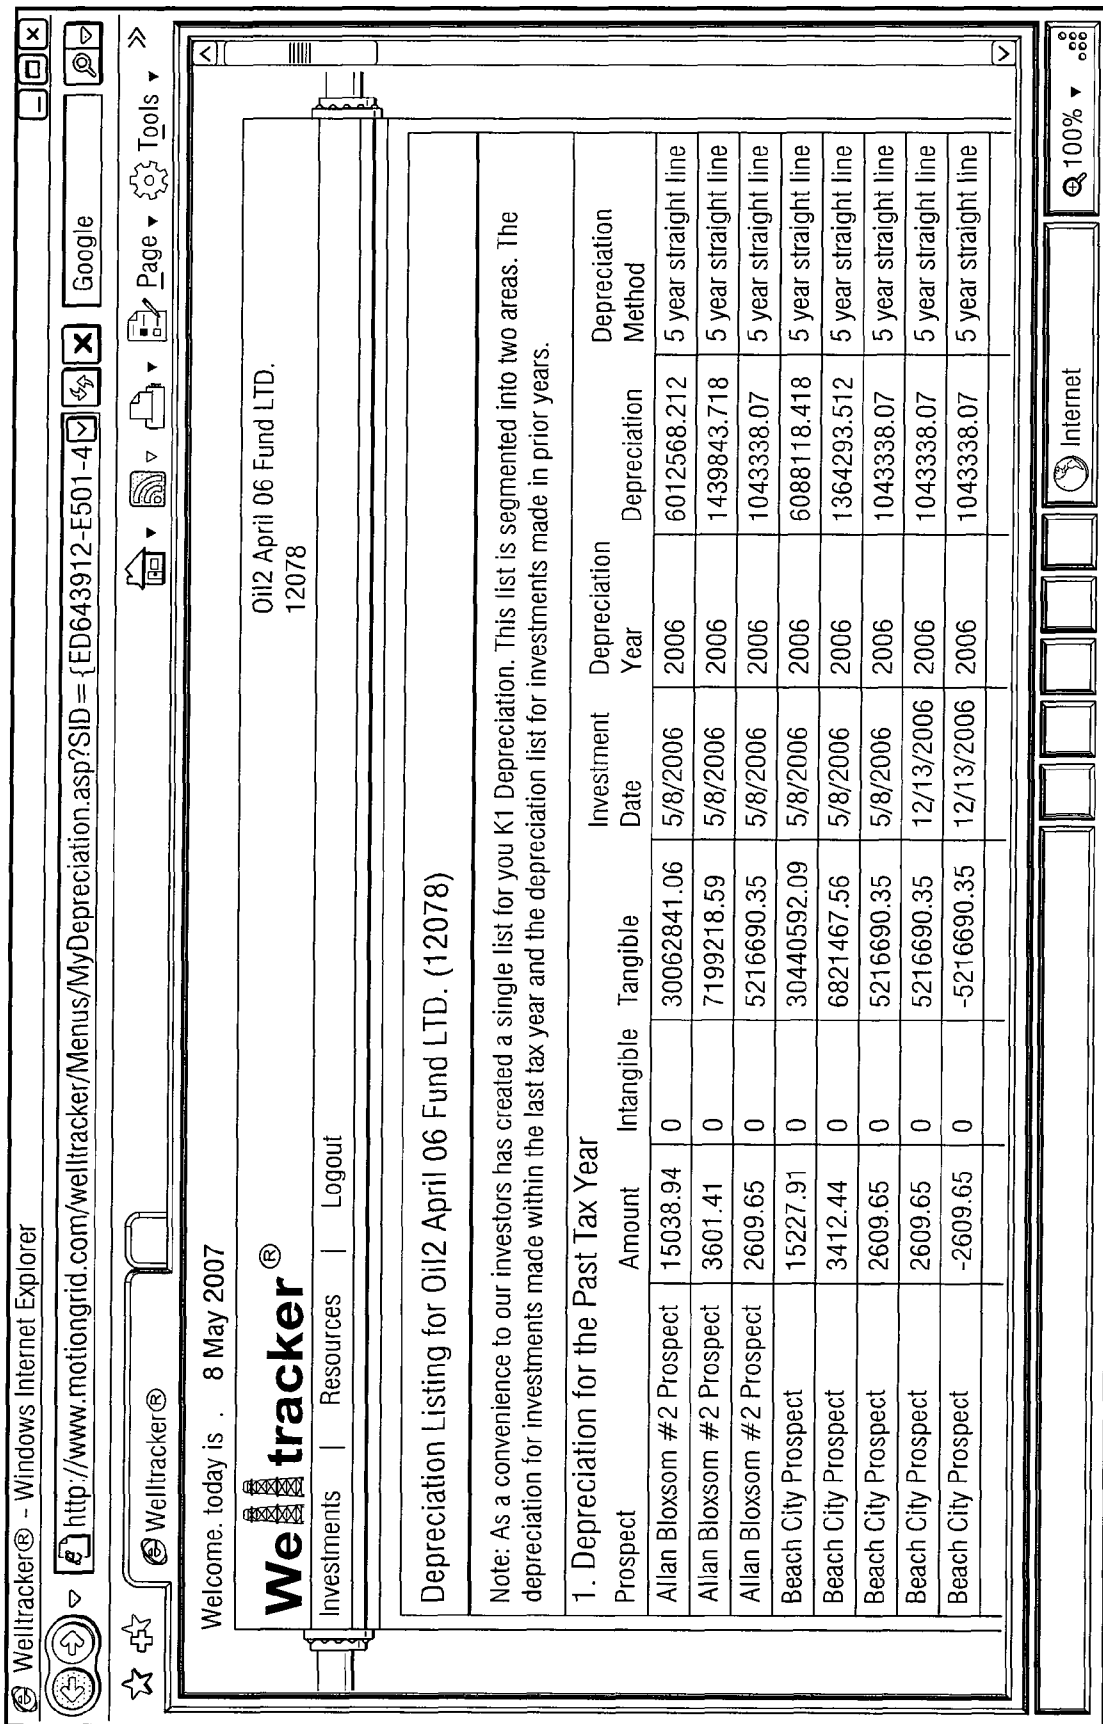 Welltracker® - Windows Internet Explorer
http://www.motiongrid.com/welltracker/Menus/MyDepreciation.asp?SID={ED643912-E501-4
Google
Welltracker®
Page Tools »
Welcome. today is . 8 May 2007
Welltracker®
Oil2 April 06 Fund LTD.
12078
Investments | Resources | Logout
Depreciation Listing for Oil2 April 06 Fund LTD. (12078)
Note: As a convenience to our investors has created a single list for you K1 Depreciation. This list is segmented into two areas. The
depreciation for investments made within the last tax year and the depreciation list for investments made in prior years.
1. Depreciation for the Past Tax Year
Prospect Amount Intangible Tangible Investment Date Depreciation Year Depreciation Depreciation Method
Allan Bloxsom #2 Prospect 15038.94 0 30062841.06 5/8/2006 2006 6012568.212 5 year straight line
Allan Bloxsom #2 Prospect 3601.41 0 7199218.59 5/8/2006 2006 1439843.718 5 year straight line
Allan Bloxsom #2 Prospect 2609.65 0 5216690.35 5/8/2006 2006 1043338.07 5 year straight line
Beach City Prospect 15227.91 0 30440592.09 5/8/2006 2006 6088118.418 5 year straight line
Beach City Prospect 3412.44 0 6821467.56 5/8/2006 2006 1364293.512 5 year straight line
Beach City Prospect 2609.65 0 5216690.35 5/8/2006 2006 1043338.07 5 year straight line
Beach City Prospect 2609.65 0 5216690.35 12/13/2006 2006 1043338.07 5 year straight line
Beach City Prospect -2609.65 0 -5216690.35 12/13/2006 2006 1043338.07 5 year straight line
Internet
100%